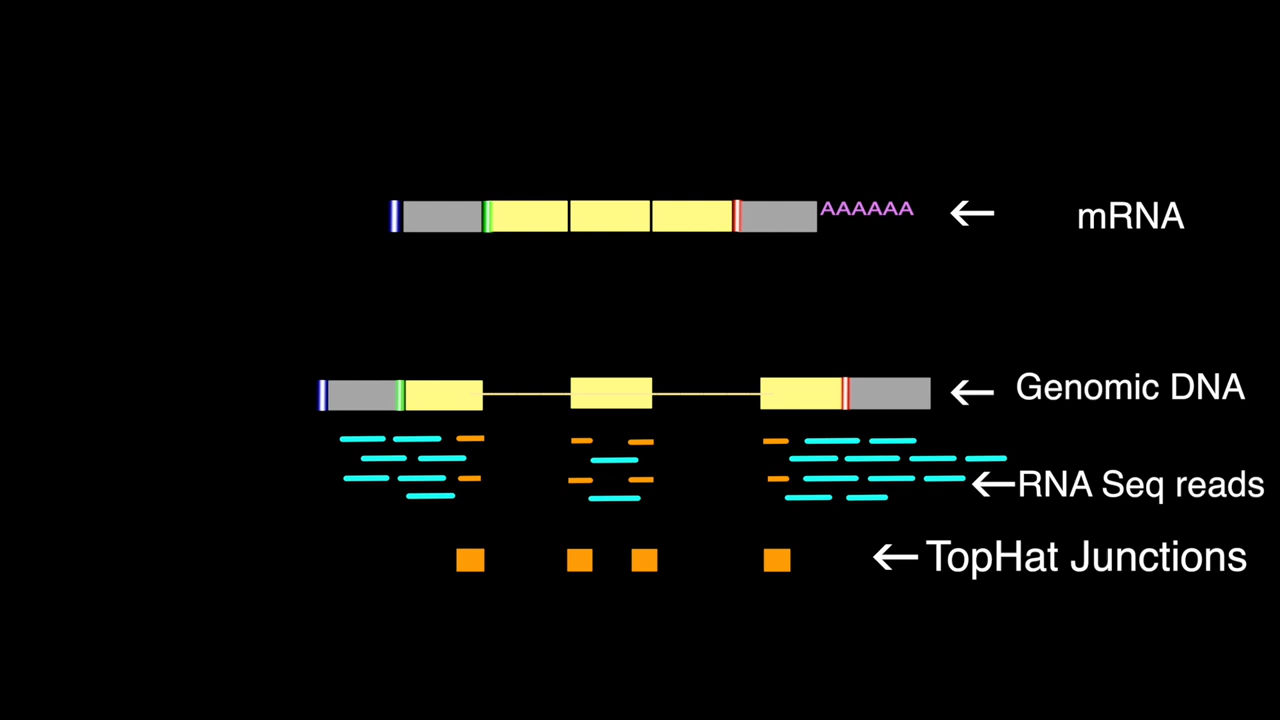 AAAAAA
mRNA
Genomic DNA
RNA Seq reads
TopHat Junctions